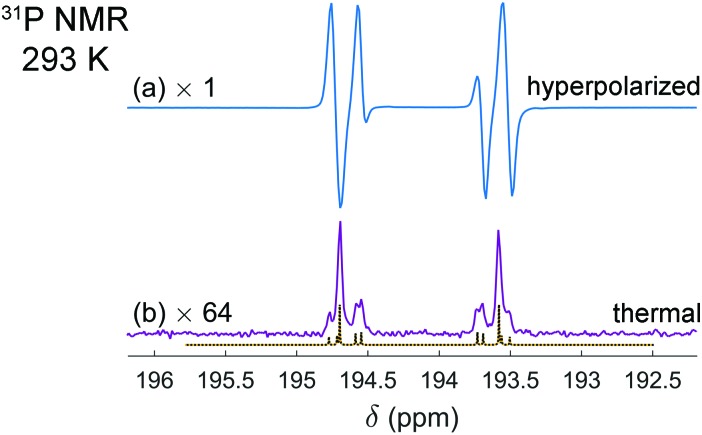 ³¹P NMR
293 K
(a) × 1
hyperpolarized
(b) × 64
thermal
196 195.5 195 194.5 194 193.5 193 192.5
δ (ppm)